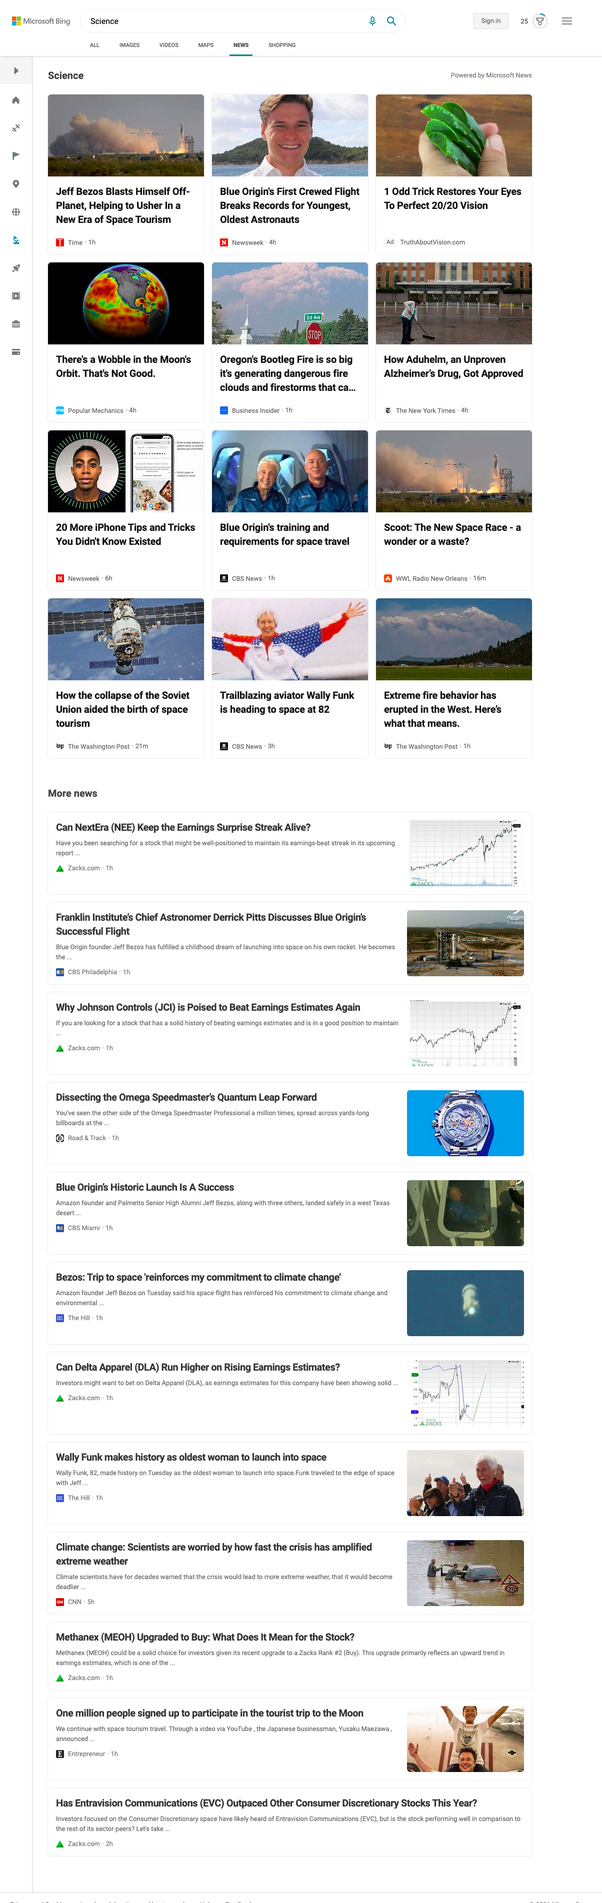 Microsoft Bing
Science
Sign in
25
ALL
IMAGES
VIDEOS
MAPS
NEWS
SHOPPING
Science
Powered by Microsoft News
Jeff Bezos Blasts Himself Off-
Planet, Helping to Usher In a
New Era of Space Tourism
Time · 1h
Blue Origin's First Crewed Flight
Breaks Records for Youngest,
Oldest Astronauts
Newsweek · 4h
1 Odd Trick Restores Your Eyes
To Perfect 20/20 Vision
Ad TruthAboutVision.com
There's a Wobble in the Moon's
Orbit. That's Not Good.
Popular Mechanics · 4h
3rd Ave
STOP
Oregon's Bootleg Fire is so big
it's generating dangerous fire
clouds and firestorms that ca...
Business Insider · 1h
How Aduhelm, an Unproven
Alzheimer's Drug, Got Approved
The New York Times · 4h
20 More iPhone Tips and Tricks
You Didn't Know Existed
Newsweek · 6h
Blue Origin's training and
requirements for space travel
CBS News · 1h
Scoot: The New Space Race - a
wonder or a waste?
WWL Radio New Orleans · 16m
How the collapse of the Soviet
Union aided the birth of space
tourism
The Washington Post · 21m
Trailblazing aviator Wally Funk
is heading to space at 82
CBS News · 3h
Extreme fire behavior has
erupted in the West. Here's
what that means.
The Washington Post · 1h
More news
Can NextEra (NEE) Keep the Earnings Surprise Streak Alive?
Have you been searching for a stock that might be well-positioned to maintain its earnings-beat streak in its upcoming
report ...
Zacks.com · 1h
ZACKS
Franklin Institute's Chief Astronomer Derrick Pitts Discusses Blue Origin's
Successful Flight
Blue Origin founder Jeff Bezos has fulfilled a childhood dream of launching into space on his own rocket. He becomes
the ...
CBS Philadelphia · 1h
Why Johnson Controls (JCI) is Poised to Beat Earnings Estimates Again
If you are looking for a stock that has a solid history of beating earnings estimates and is in a good position to maintain
...
Zacks.com · 1h
ZACKS
Dissecting the Omega Speedmaster's Quantum Leap Forward
You've seen the other side of the Omega Speedmaster Professional a million times, spread across yards-long
billboards at the ...
Road & Track · 1h
Blue Origin's Historic Launch Is A Success
Amazon founder and Palmetto Senior High Alumni Jeff Bezos, along with three others, landed safely in a west Texas
desert ...
CBS Miami · 1h
Bezos: Trip to space 'reinforces my commitment to climate change'
Amazon founder Jeff Bezos on Tuesday said his space flight has reinforced his commitment to climate change and
environmental ...
The Hill · 1h
Can Delta Apparel (DLA) Run Higher on Rising Earnings Estimates?
Investors might want to bet on Delta Apparel (DLA), as earnings estimates for this company have been showing solid ...
Zacks.com · 1h
ZACKS
Wally Funk makes history as oldest woman to launch into space
Wally Funk, 82, made history on Tuesday as the oldest woman to launch into space.Funk traveled to the edge of space
with Jeff ...
The Hill · 1h
Climate change: Scientists are worried by how fast the crisis has amplified
extreme weather
Climate scientists have for decades warned that the crisis would lead to more extreme weather, that it would become
deadlier ...
CNN · 5h
Methanex (MEOH) Upgraded to Buy: What Does It Mean for the Stock?
Methanex (MEOH) could be a solid choice for investors given its recent upgrade to a Zacks Rank #2 (Buy). This upgrade primarily reflects an upward trend in
earnings estimates, which is one of the ...
Zacks.com · 1h
One million people signed up to participate in the tourist trip to the Moon
We continue with space tourism travel. Through a video via YouTube , the Japanese businessman, Yusaku Maezawa ,
announced ...
Entrepreneur · 1h
Has Entravision Communications (EVC) Outpaced Other Consumer Discretionary Stocks This Year?
Investors focused on the Consumer Discretionary space have likely heard of Entravision Communications (EVC), but is the stock performing well in comparison to
the rest of its sector peers? Let's take ...
Zacks.com · 2h